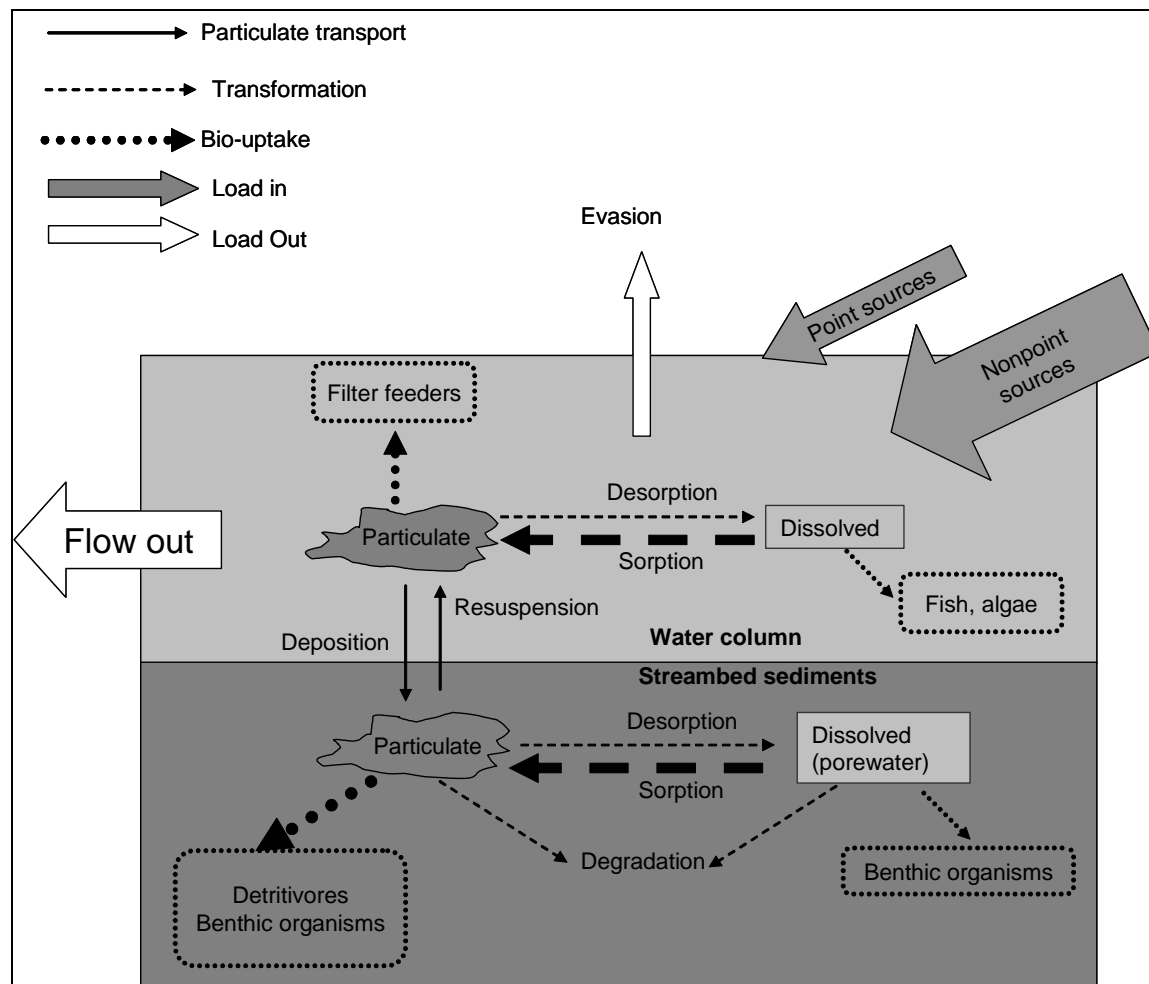 Particulate transport
Transformation
Bio-uptake
Load in
Load Out
Evasion
Point sources
Nonpoint
sources
Filter feeders
Desorption
Particulate
Dissolved
Sorption
Flow out
Fish, algae
Resuspension
Deposition
Water column
Streambed sediments
Desorption
Particulate
Dissolved
(porewater)
Sorption
Degradation
Benthic organisms
Detritivores
Benthic organisms